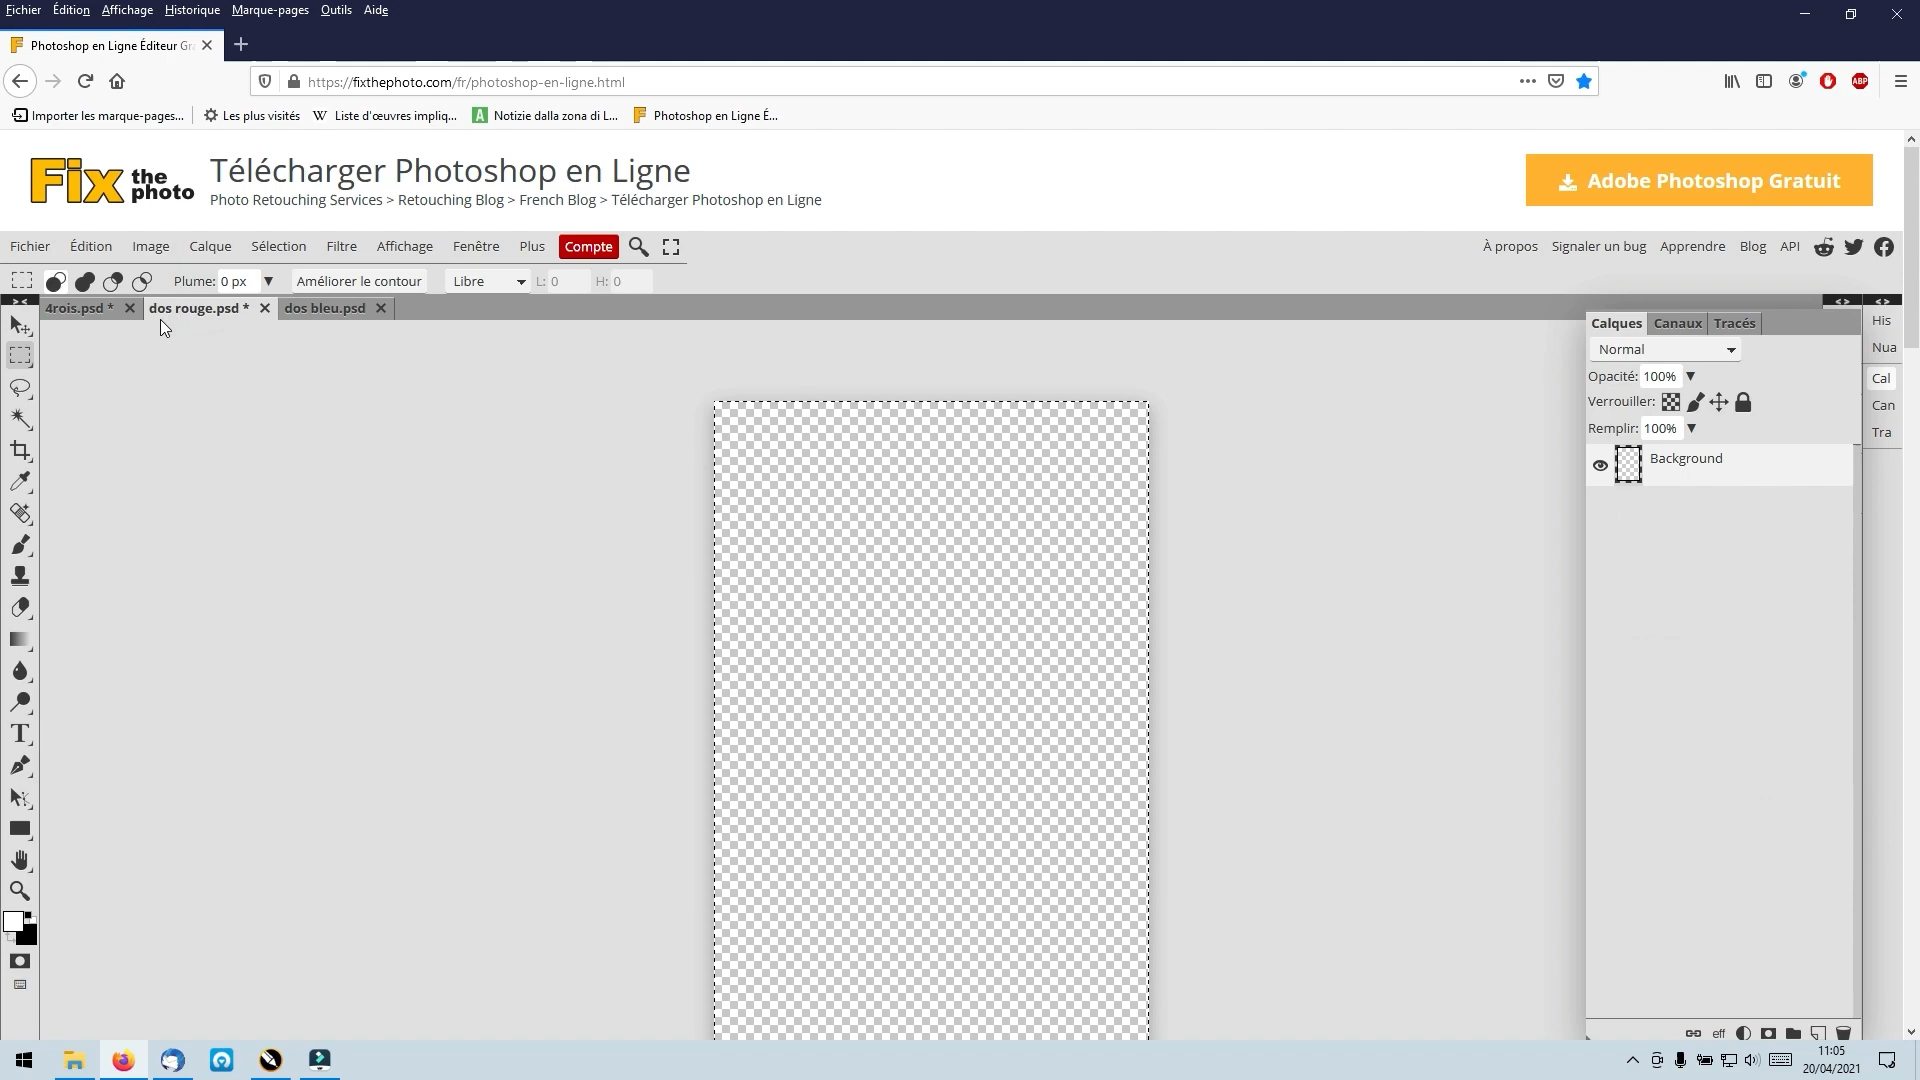 Fichier Édition Affichage Historique Marque-pages Outils Aide
Photoshop en Ligne Éditeur Gra
https://fixthephoto.com/fr/photoshop-en-ligne.html
Importer les marque-pages... Les plus visités Liste d'œuvres impliq... Notizie dalla zona di L... Photoshop en Ligne É...
Fix the photo
Télécharger Photoshop en Ligne
Photo Retouching Services > Retouching Blog > French Blog > Télécharger Photoshop en Ligne
Adobe Photoshop Gratuit
Fichier Édition Image Calque Sélection Filtre Affichage Fenêtre Plus Compte
À propos Signaler un bug Apprendre Blog API
Plume: 0 px Améliorer le contour Libre L: 0 H: 0
4rois.psd * dos rouge.psd * dos bleu.psd
Calques Canaux Tracés
Normal
Opacité: 100%
Verrouiller:
Remplir: 100%
Background
His
Nua
Cal
Can
Tra
eff
11:05
20/04/2021
ABP